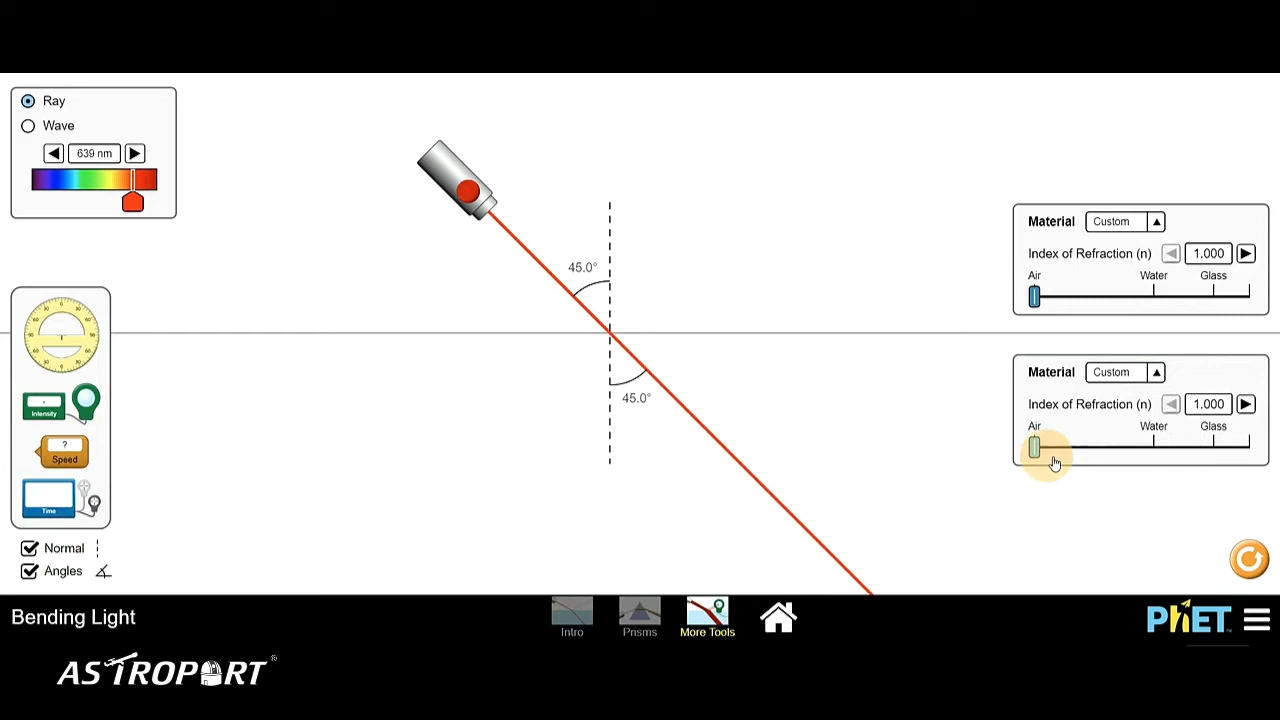 Ray
Wave
639 nm
45.0°
45.0°
Material Custom
Index of Refraction (n) 1.000
Air Water Glass
Material Custom
Index of Refraction (n) 1.000
Air Water Glass
Intensity
?
Speed
Time
Normal
Angles
Bending Light
Intro
Prisms
More Tools
PhET
ASTROPORT®